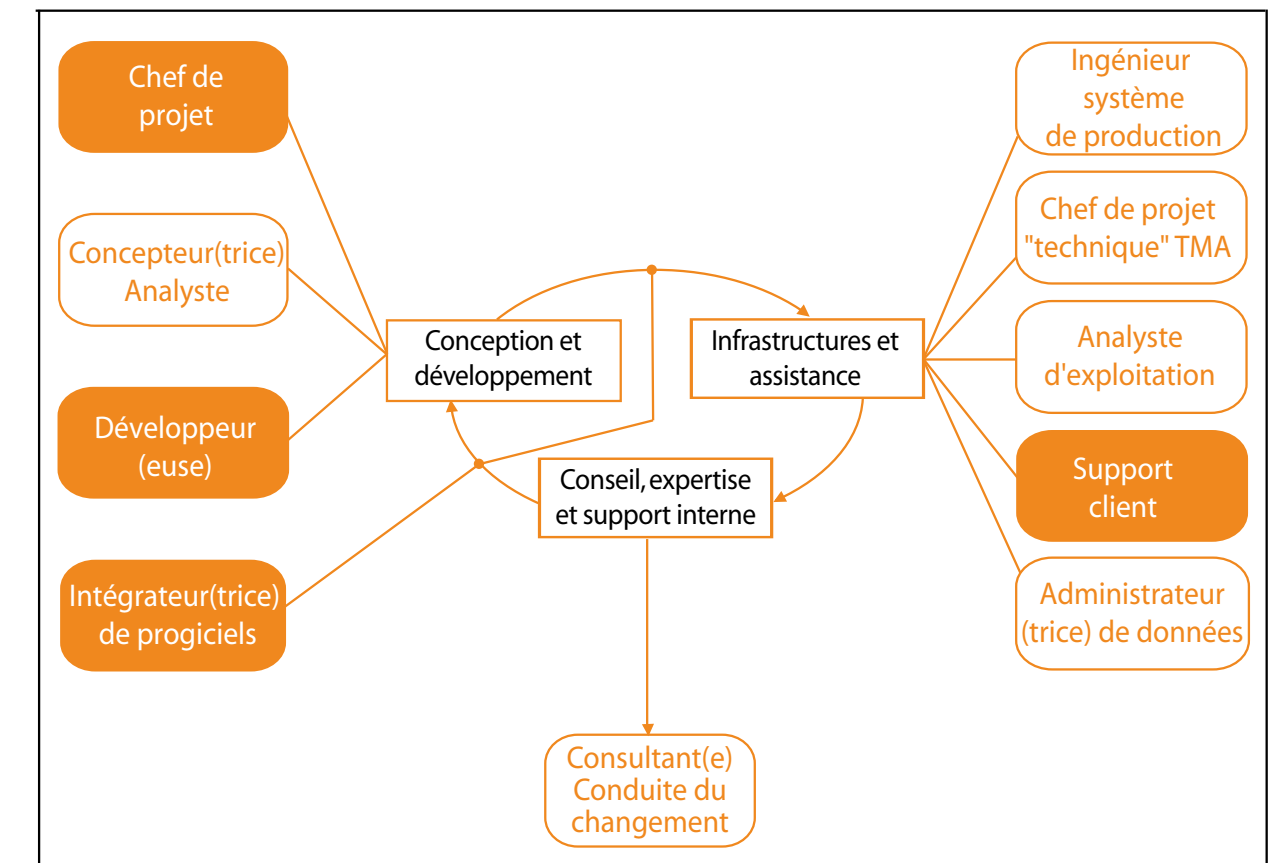 Chef de
projet
Concepteur(trice)
Analyste
Développeur
(euse)
Intégrateur(trice)
de progiciels
Conception et
développement
Infrastructures et
assistance
Conseil, expertise
et support interne
Consultant(e)
Conduite du
changement
Ingénieur
système
de production
Chef de projet
"technique" TMA
Analyste
d'exploitation
Support
client
Administrateur
(trice) de données